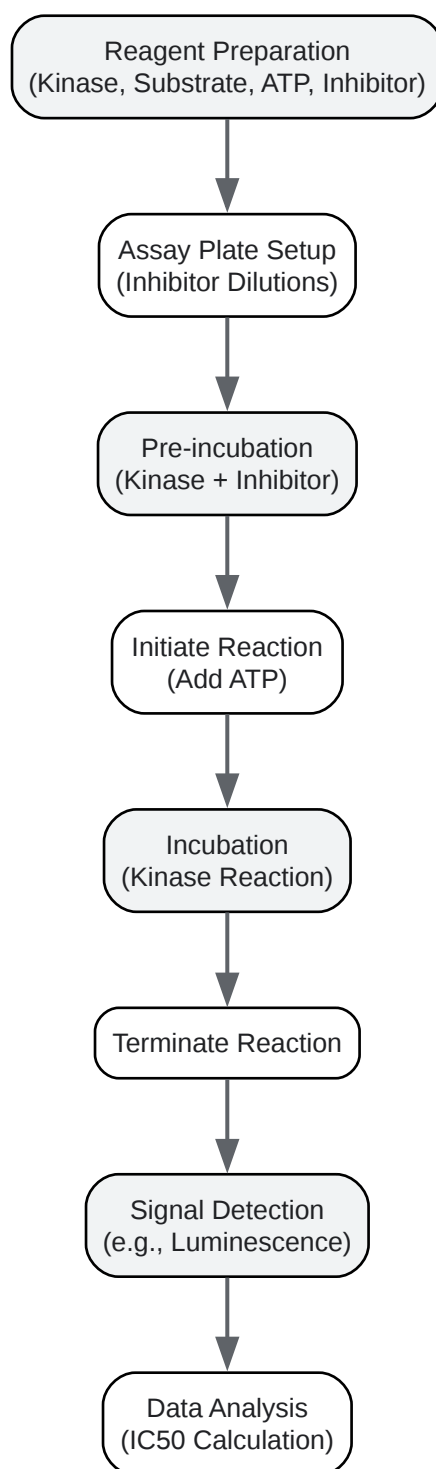 Reagent Preparation
(Kinase, Substrate, ATP, Inhibitor)
Assay Plate Setup
(Inhibitor Dilutions)
Pre-incubation
(Kinase + Inhibitor)
Initiate Reaction
(Add ATP)
Incubation
(Kinase Reaction)
Terminate Reaction
Signal Detection
(e.g., Luminescence)
Data Analysis
(IC50 Calculation)